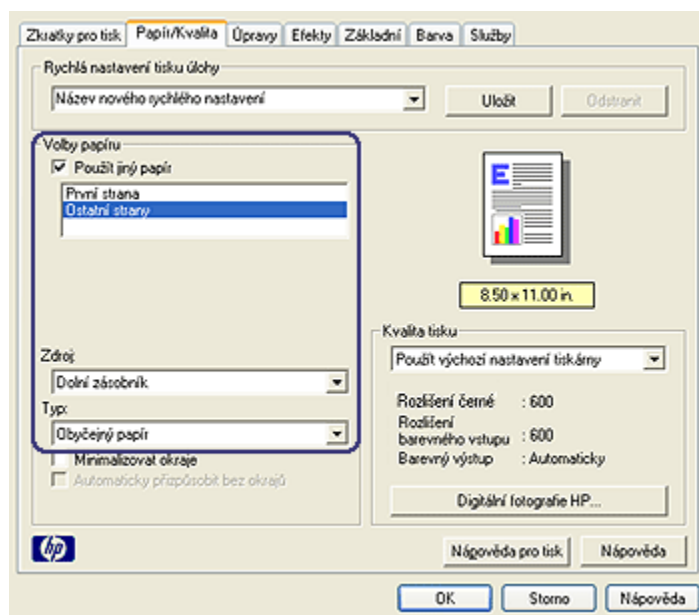 Zkratky pro tisk Papír/Kvalita Úpravy Efekty Základní Barva Služby
Rychlá nastavení tisku úlohy
Název nového rychlého nastavení Uložit Odstranit
Volby papíru
Použít jiný papír
První strana
Ostatní strany
E
8.50 x 11.00 in.
Zdroj:
Dolní zásobník
Typ:
Obyčejný papír
Minimalizovat okraje
Automaticky přizpůsobit bez okrajů
Kvalita tisku
Použít výchozí nastavení tiskárny
Rozlišení černé : 600
Rozlišení
barevného vstupu : 600
Barevný výstup : Automaticky
Digitální fotografie HP...
hp
Nápověda pro tisk Nápověda
OK Storno Nápověda